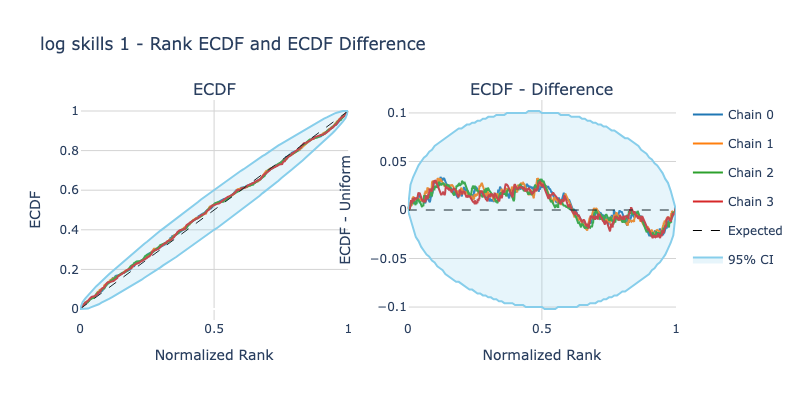 log skills 1 - Rank ECDF and ECDF Difference
ECDF
ECDF - Difference
ECDF
1
0.8
0.6
0.4
0.2
0
0
0.5
1
Normalized Rank
ECDF - Uniform
0.1
0.05
0
−0.05
−0.1
0
0.5
1
Normalized Rank
Chain 0
Chain 1
Chain 2
Chain 3
Expected
95% CI